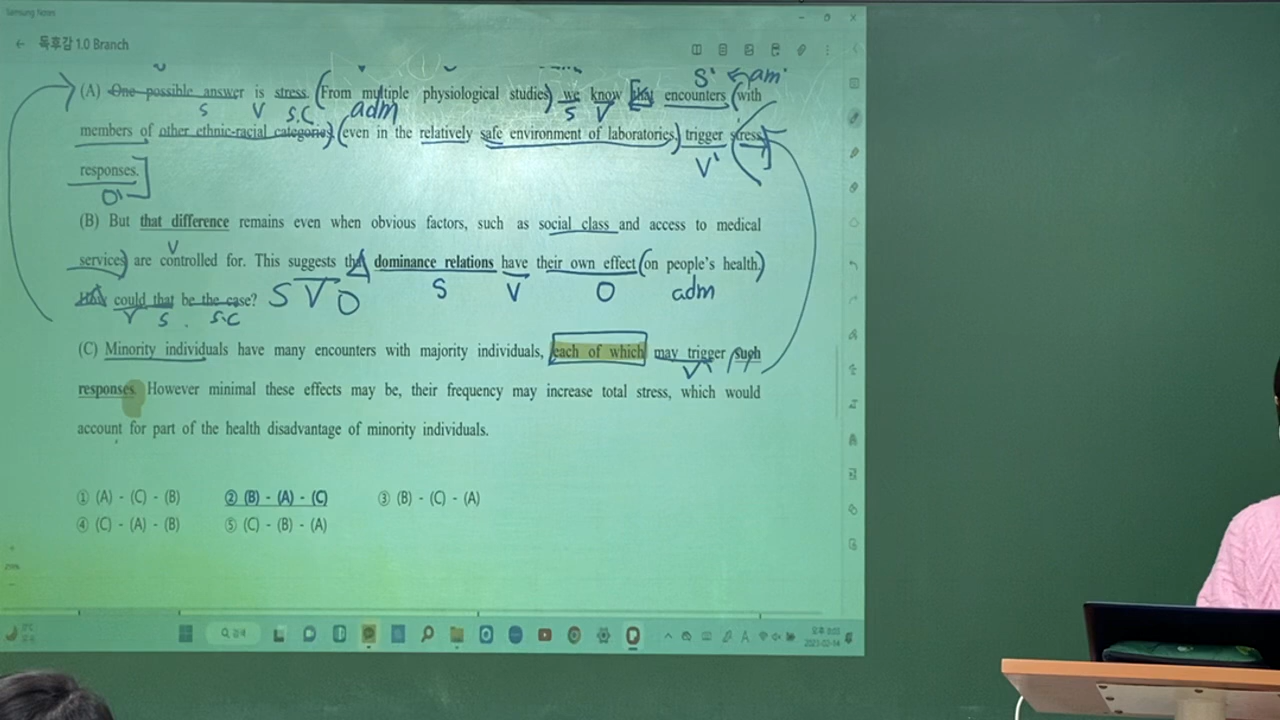 Samsung Notes
← 독후감 1.0 Branch
S' ← am'
(A) One possible answer is stress. (From multiple physiological studies) we know [that encounters (with
S V S.C adm S V
members of other ethnic-racial categories), (even in the relatively safe environment of laboratories,) trigger stress
V'
responses.]
O'
(B) But that difference remains even when obvious factors, such as social class and access to medical
V
services) are controlled for. This suggests that dominance relations have their own effect (on people's health.)
How could that be the case? S V O S V O adm
V S S.C
(C) Minority individuals have many encounters with majority individuals, each of which may trigger such
V
responses. However minimal these effects may be, their frequency may increase total stress, which would
account for part of the health disadvantage of minority individuals.
① (A) - (C) - (B) ② (B) - (A) - (C) ③ (B) - (C) - (A)
④ (C) - (A) - (B) ⑤ (C) - (B) - (A)
검색